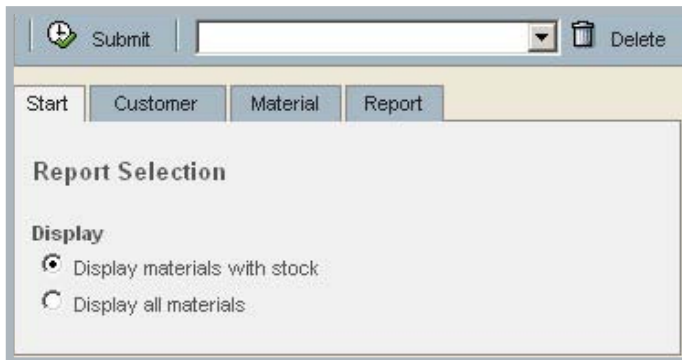 Submit Delete
Start Customer Material Report
Report Selection
Display
Display materials with stock
Display all materials